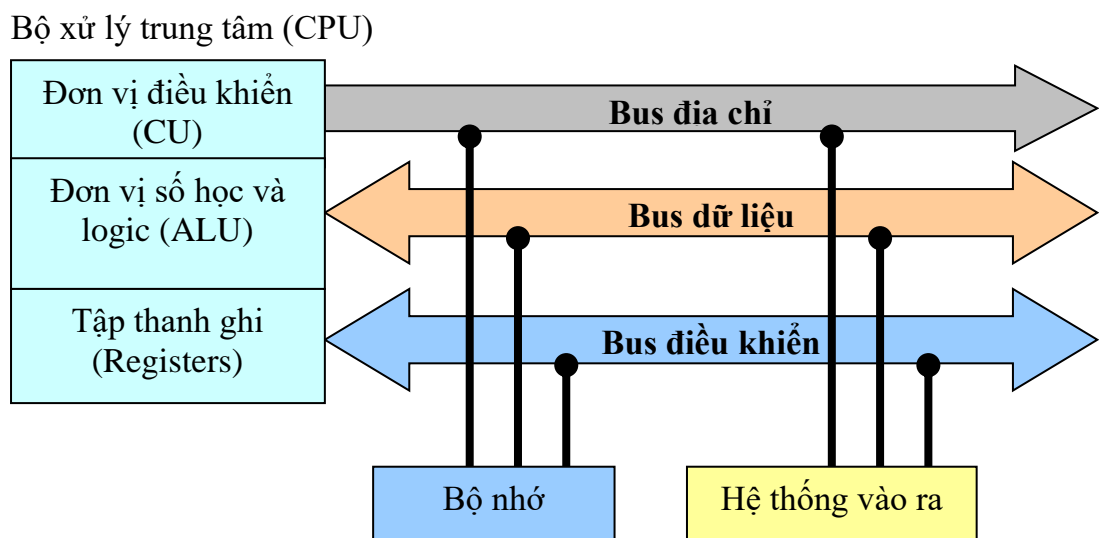 Bộ xử lý trung tâm (CPU)
Đơn vị điều khiển
(CU)
Bus đia chỉ
Đơn vị số học và
logic (ALU)
Bus dữ liệu
Tập thanh ghi
(Registers)
Bus điều khiển
Bộ nhớ
Hệ thống vào ra